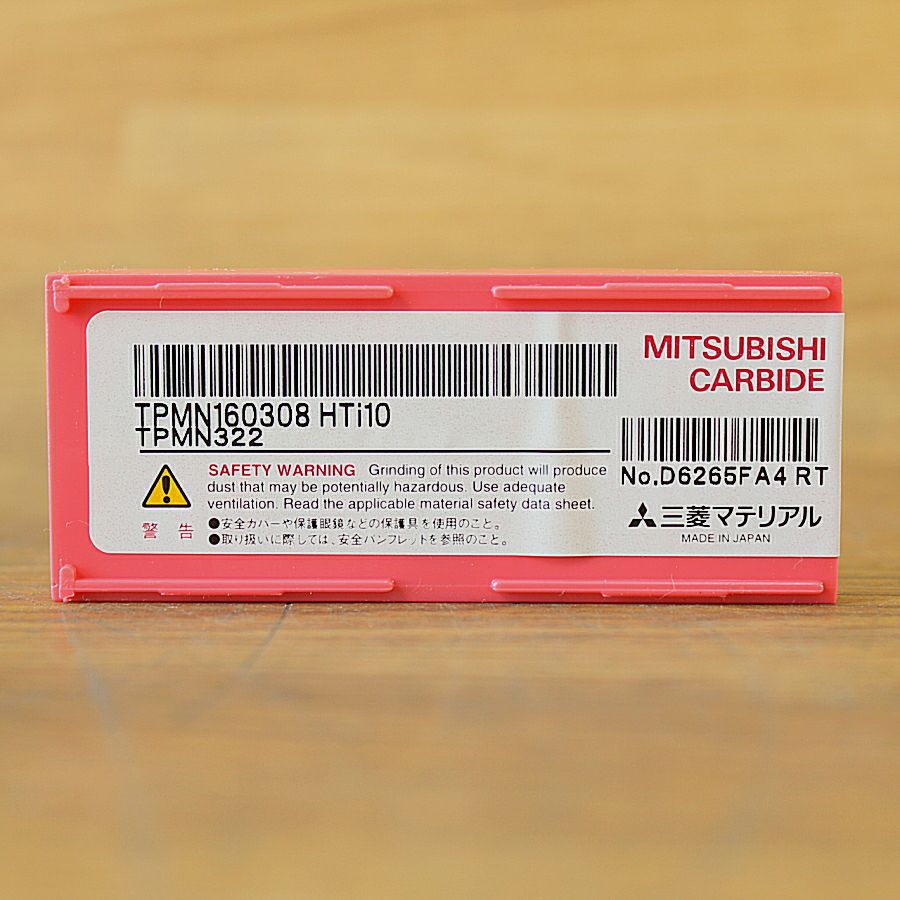 MITSUBISHI
CARBIDE
TPMN160308 HTi10
TPMN322
No.D6265FA4 RT
SAFETY WARNING Grinding of this product will produce
dust that may be potentially hazardous. Use adequate
ventilation. Read the applicable material safety data sheet.
警告
●安全カバーや保護眼鏡などの保護具を使用のこと。
●取り扱いに際しては、安全パンフレットを参照のこと。
三菱マテリアル
MADE IN JAPAN